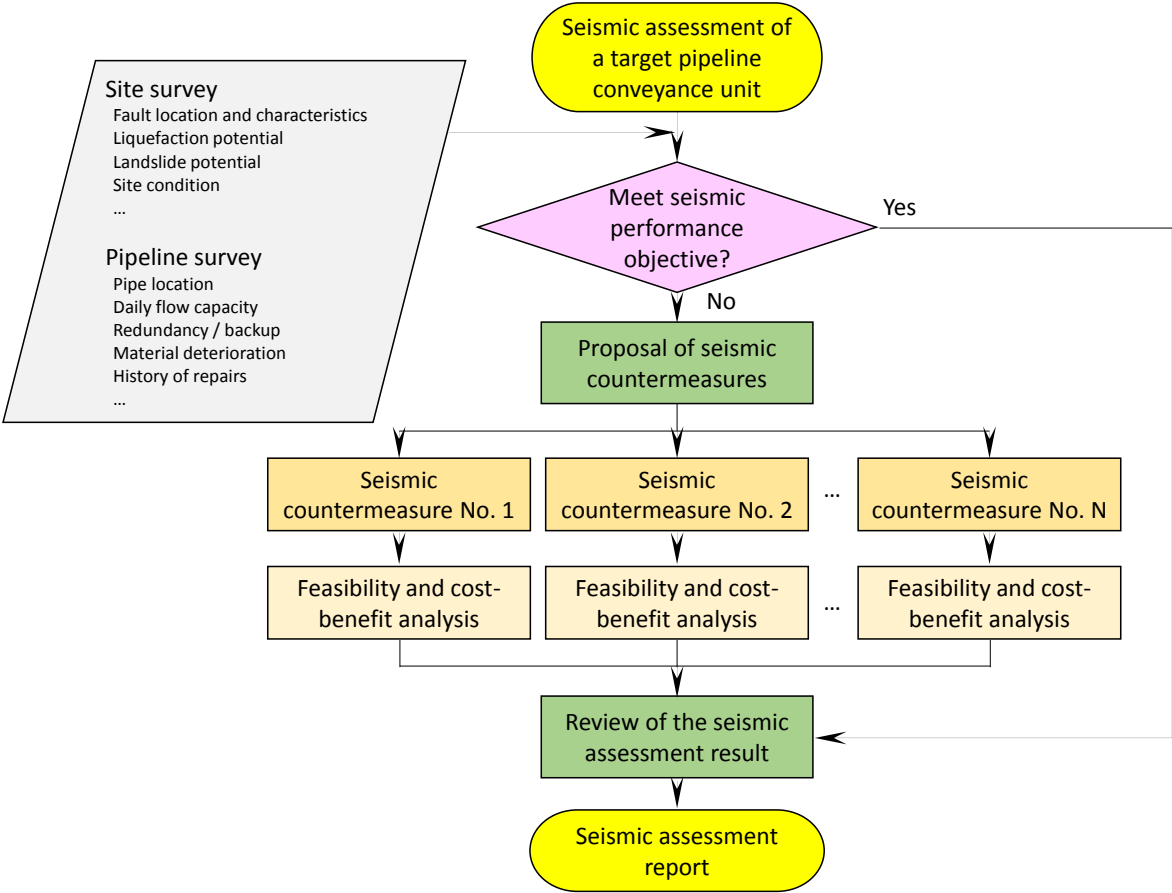 Seismic assessment of
a target pipeline
conveyance unit
Site survey
Fault location and characteristics
Liquefaction potential
Landslide potential
Site condition
...
Pipeline survey
Pipe location
Daily flow capacity
Redundancy / backup
Material deterioration
History of repairs
...
Meet seismic
performance
objective?
Yes
No
Proposal of seismic
countermeasures
Seismic
countermeasure No. 1
Seismic
countermeasure No. 2
...
Seismic
countermeasure No. N
Feasibility and cost-
benefit analysis
Feasibility and cost-
benefit analysis
...
Feasibility and cost-
benefit analysis
Review of the seismic
assessment result
Seismic assessment
report